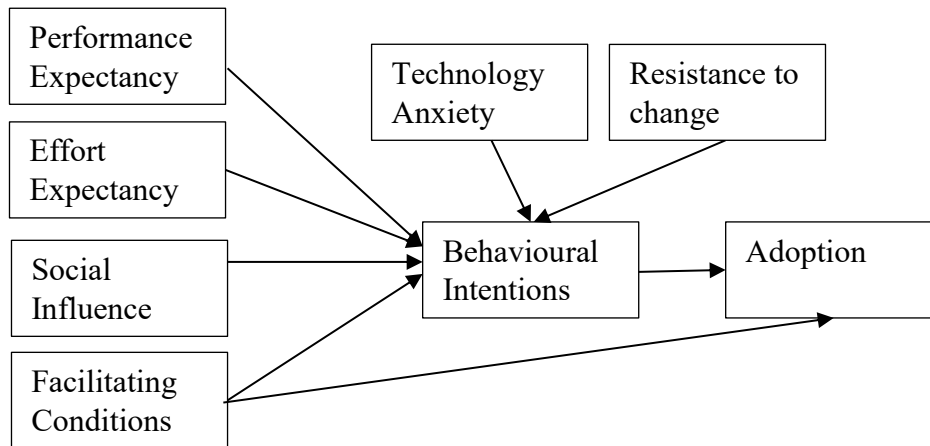 Performance
Expectancy
Technology
Anxiety
Resistance to
change
Effort
Expectancy
Social
Influence
Behavioural
Intentions
Adoption
Facilitating
Conditions